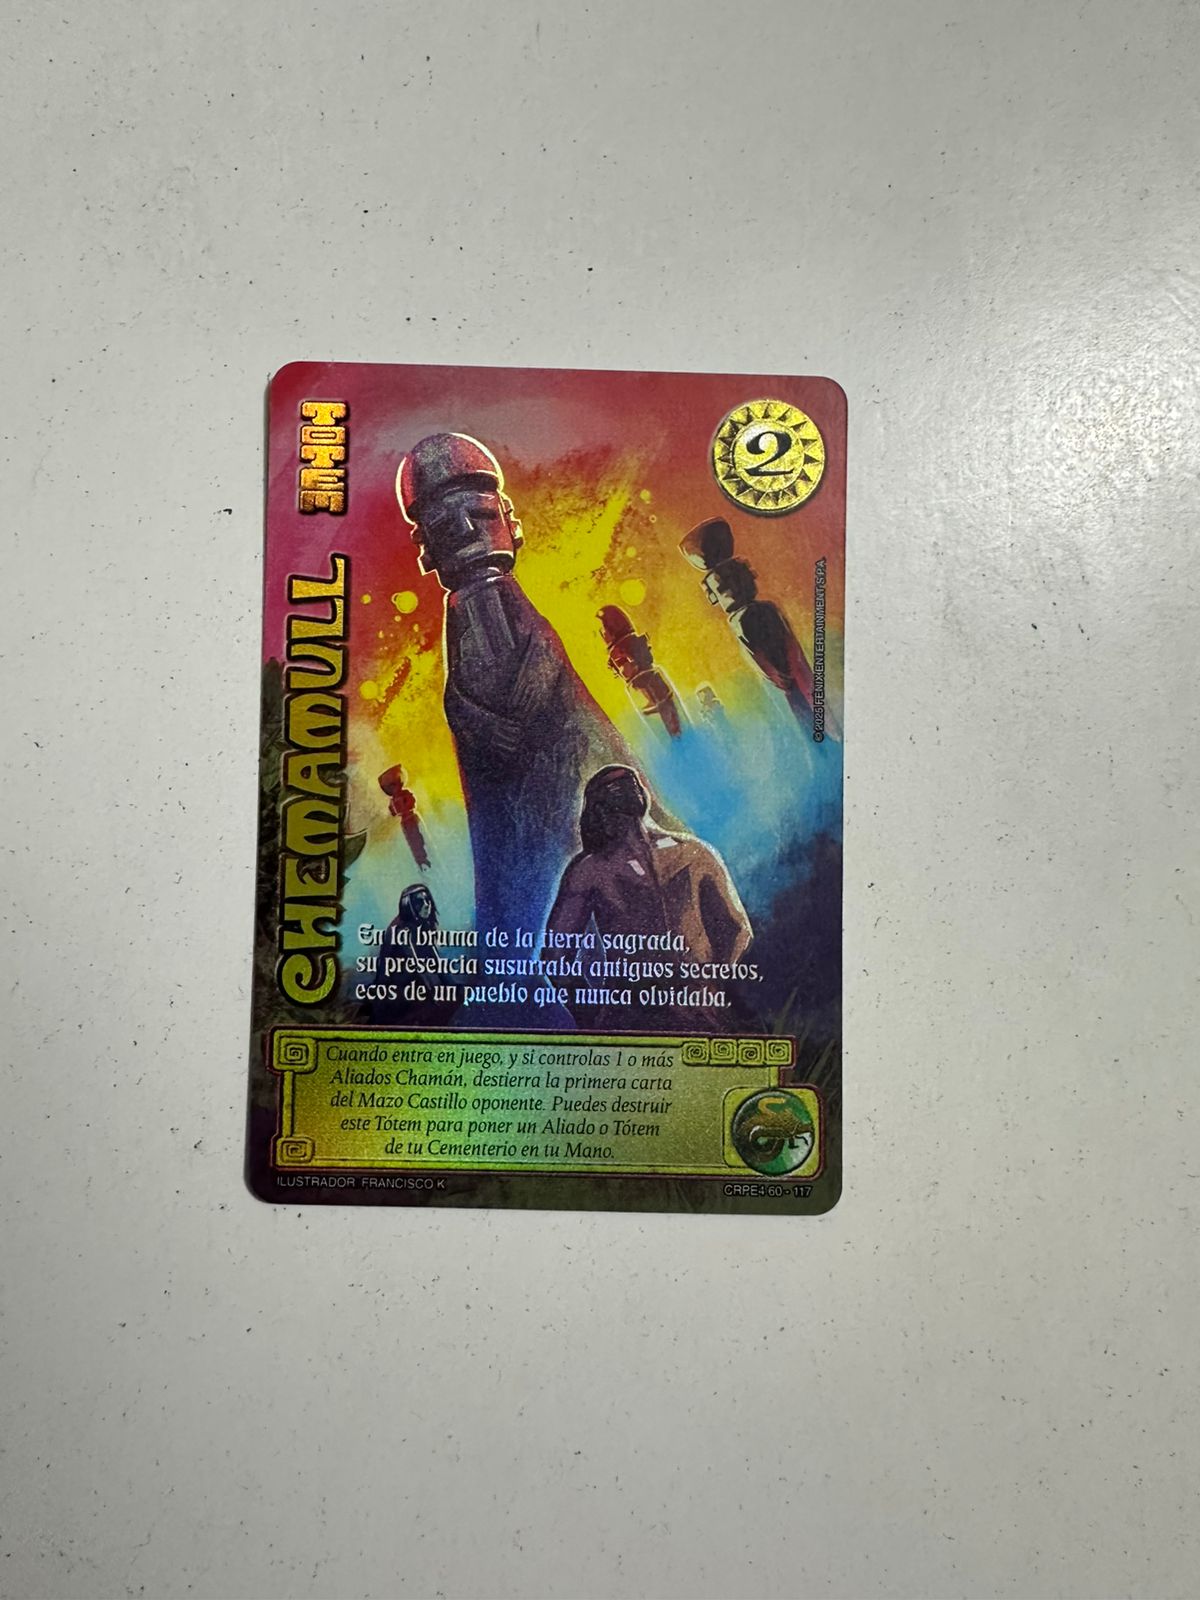 TOTEM
2
CHEMAMULL
© 2025 FENIX ENTERTAINMENT S.P.A.
En la bruma de la tierra sagrada,
su presencia susurraba antiguos secretos,
ecos de un pueblo que nunca olvidaba.
Cuando entra en juego, y si controlas 1 o más
Aliados Chamán, destierra la primera carta
del Mazo Castillo oponente. Puedes destruir
este Tótem para poner un Aliado o Tótem
de tu Cementerio en tu Mano.
ILUSTRADOR FRANCISCO K
CRPE4 60 - 117